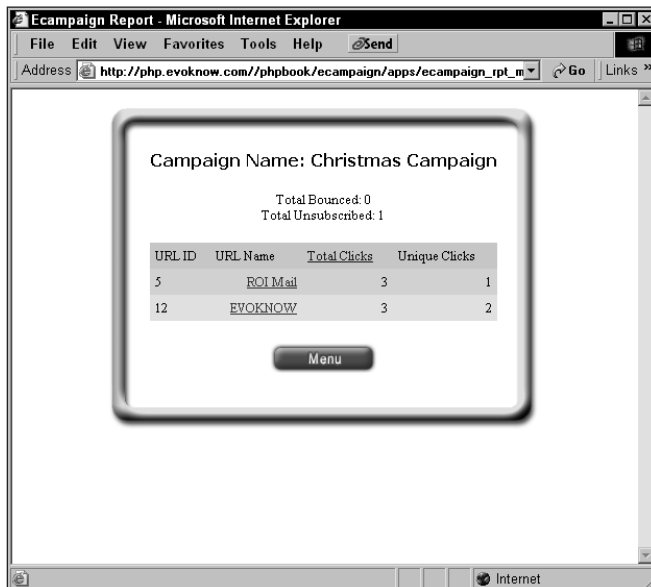 Ecampaign Report - Microsoft Internet Explorer
File Edit View Favorites Tools Help Send
Address http://php.evoknow.com//phpbook/ecampaign/apps/ecampaign_rpt_m Go Links »
Campaign Name: Christmas Campaign
Total Bounced: 0
Total Unsubscribed: 1
URL ID URL Name Total Clicks Unique Clicks
5 ROI Mail 3 1
12 EVOKNOW 3 2
Menu
Internet